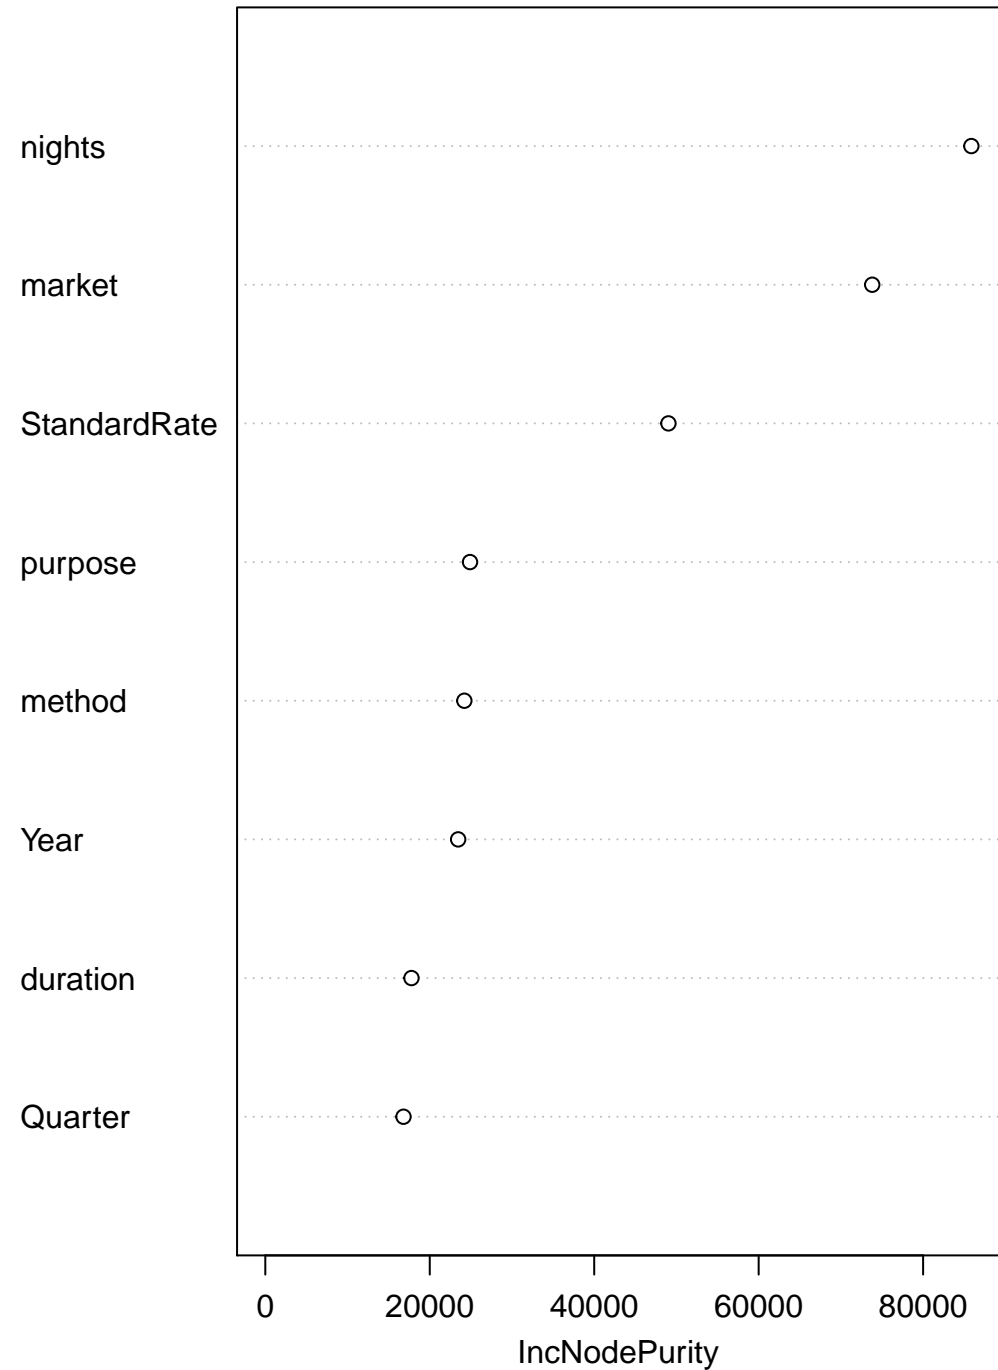 nights
market
StandardRate
purpose
method
Year
duration
Quarter
0 20000 40000 60000 80000
IncNodePurity